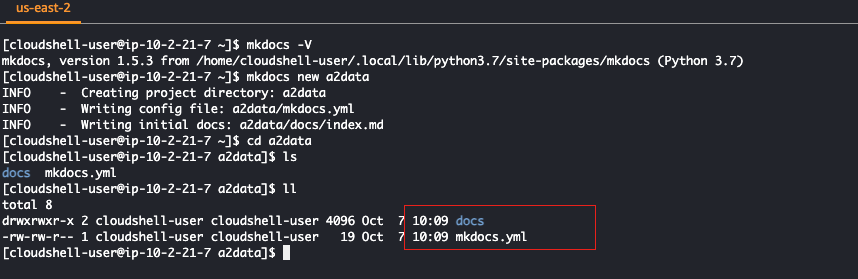 us-east-2
[cloudshell-user@ip-10-2-21-7 ~]$ mkdocs -V
mkdocs, version 1.5.3 from /home/cloudshell-user/.local/lib/python3.7/site-packages/mkdocs (Python 3.7)
[cloudshell-user@ip-10-2-21-7 ~]$ mkdocs new a2data
INFO    -  Creating project directory: a2data
INFO    -  Writing config file: a2data/mkdocs.yml
INFO    -  Writing initial docs: a2data/docs/index.md
[cloudshell-user@ip-10-2-21-7 ~]$ cd a2data
[cloudshell-user@ip-10-2-21-7 a2data]$ ls
docs  mkdocs.yml
[cloudshell-user@ip-10-2-21-7 a2data]$ ll
total 8
drwxrwxr-x 2 cloudshell-user cloudshell-user 4096 Oct  7 10:09 docs
-rw-rw-r-- 1 cloudshell-user cloudshell-user   19 Oct  7 10:09 mkdocs.yml
[cloudshell-user@ip-10-2-21-7 a2data]$